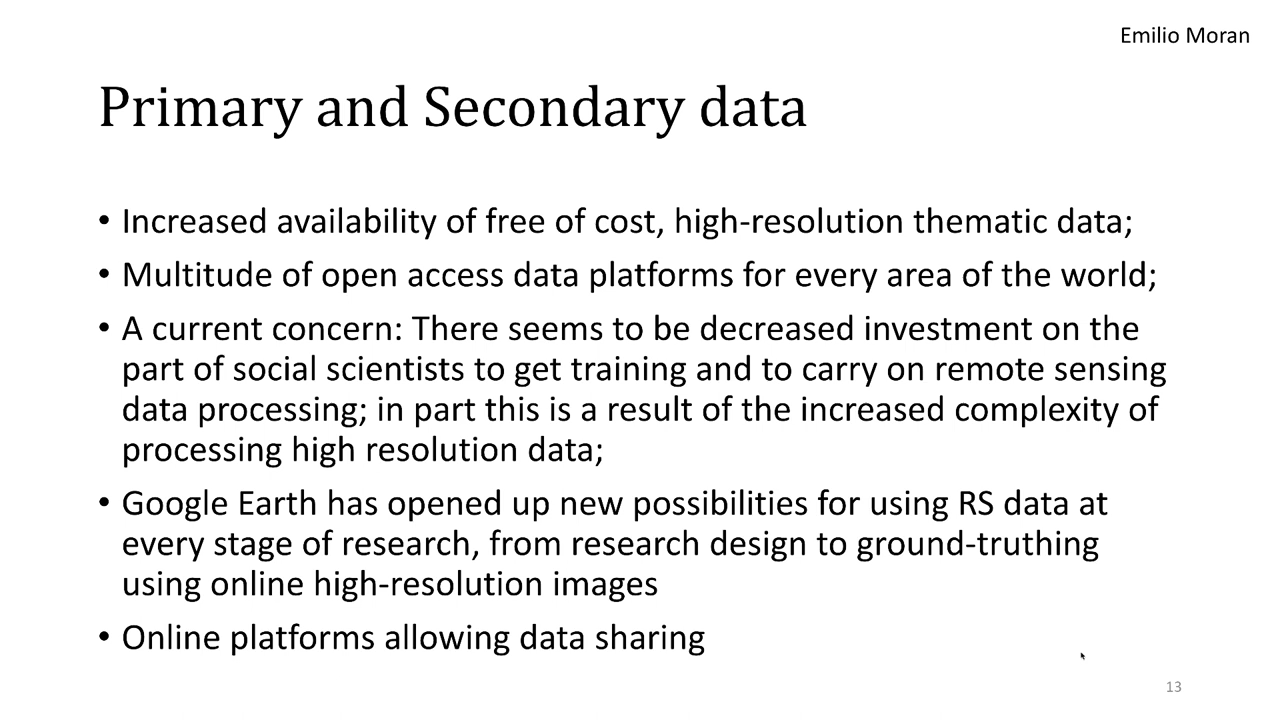 Emilio Moran
Primary and Secondary data
• Increased availability of free of cost, high-resolution thematic data;
• Multitude of open access data platforms for every area of the world;
• A current concern: There seems to be decreased investment on the
part of social scientists to get training and to carry on remote sensing
data processing; in part this is a result of the increased complexity of
processing high resolution data;
• Google Earth has opened up new possibilities for using RS data at
every stage of research, from research design to ground-truthing
using online high-resolution images
• Online platforms allowing data sharing
13